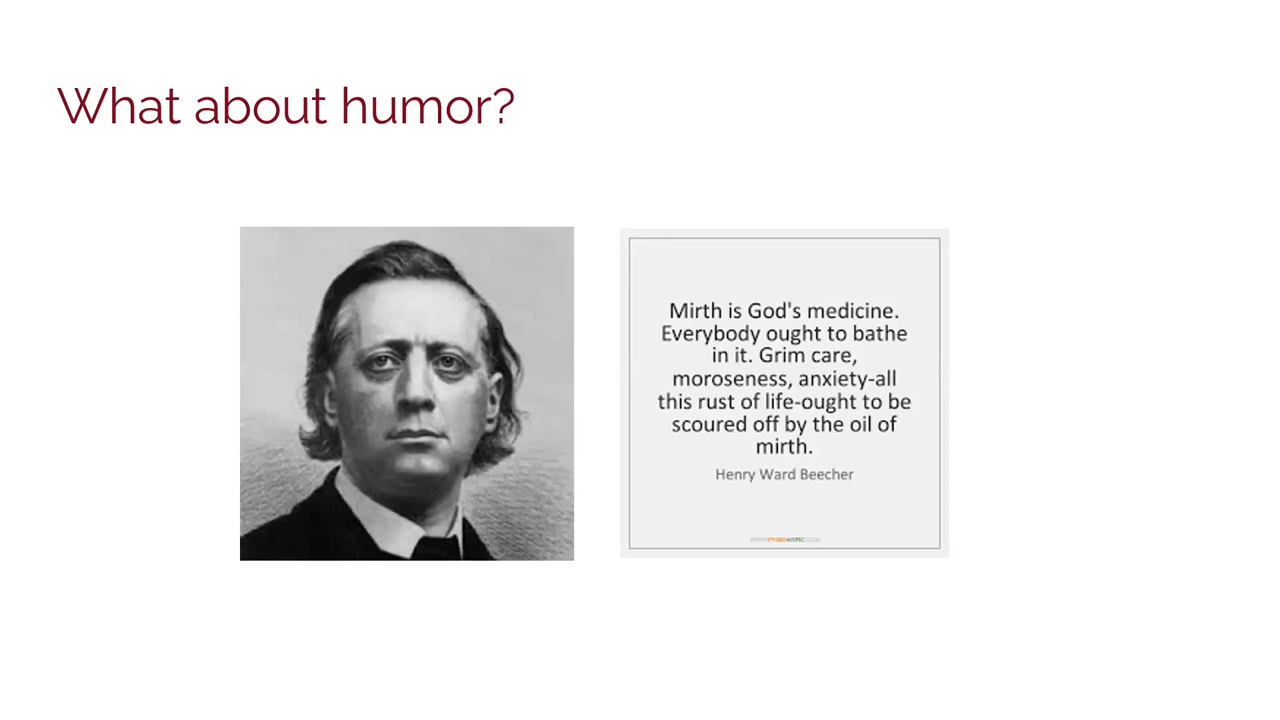 What about humor?
Mirth is God's medicine.
Everybody ought to bathe
in it. Grim care,
moroseness, anxiety-all
this rust of life-ought to be
scoured off by the oil of
mirth.
Henry Ward Beecher